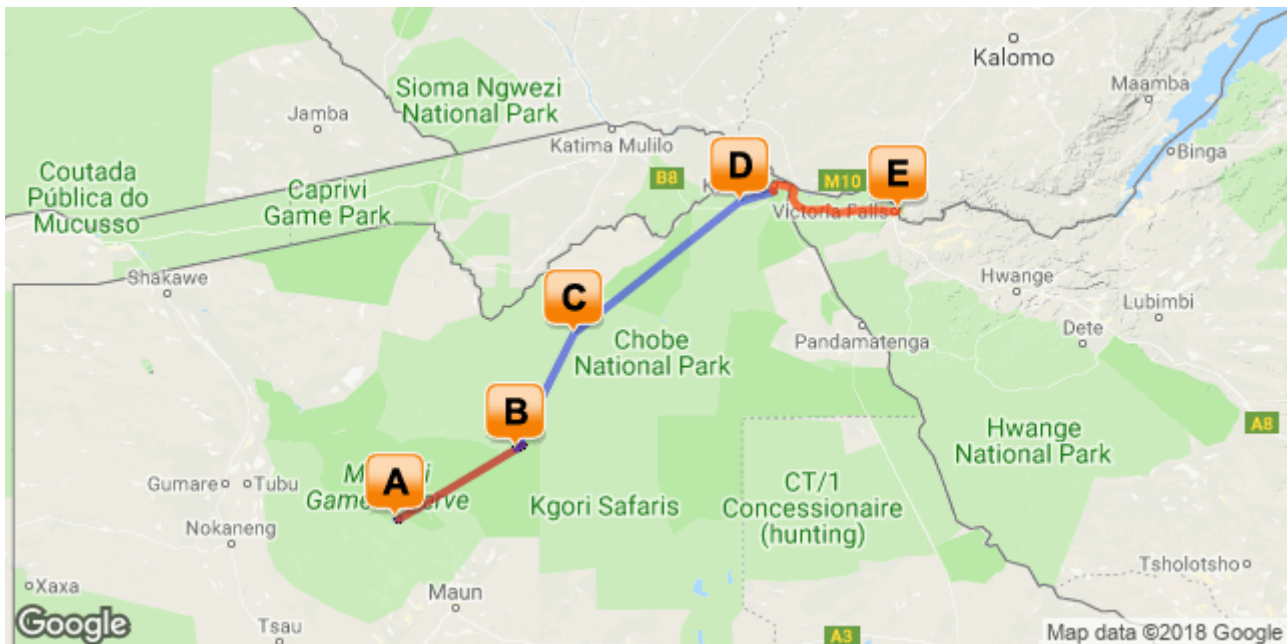 Kalomo
Maamba
Sioma Ngwezi
National Park
Jamba
Katima Mulilo
Binga
Coutada
Pública do
Mucusso
Caprivi
Game Park
B8
D
K
M10
E
Victoria Falls
Shakawe
Hwange
Lubimbi
C
Dete
Pandamatenga
Chobe
National Park
B
A8
Hwange
National Park
A
Gumare
Tubu
Game
Kgori Safaris
CT/1
Concessionaire
(hunting)
Nokaneng
Tsholotsho
Xaxa
Maun
Google
Tsau
A3
Map data ©2018 Google